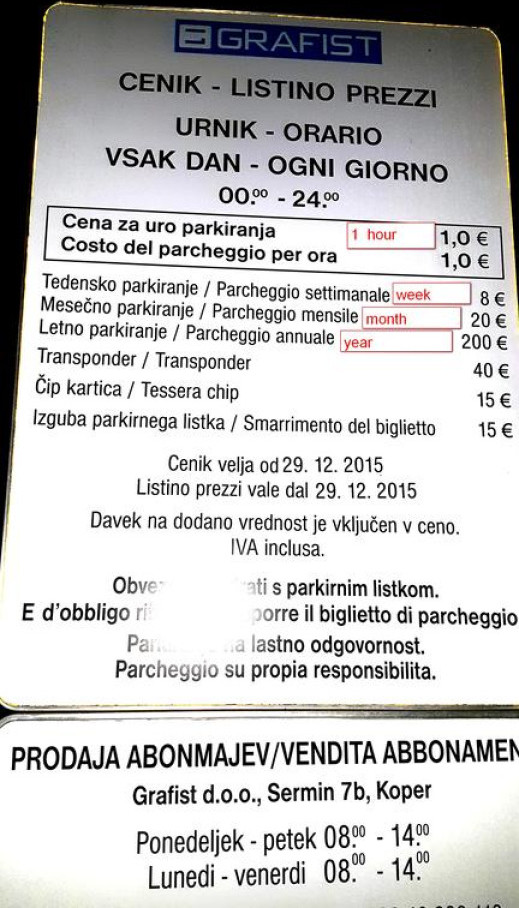 GRAFIST
CENIK - LISTINO PREZZI
URNIK - ORARIO
VSAK DAN - OGNI GIORNO
00.00 - 24.00
Cena za uro parkiranja 1 hour 1,0 €
Costo del parcheggio per ora 1,0 €
Tedensko parkiranje / Parcheggio settimanale week 8 €
Mesečno parkiranje / Parcheggio mensile month 20 €
Letno parkiranje / Parcheggio annuale year 200 €
Transponder / Transponder 40 €
Čip kartica / Tessera chip 15 €
Izguba parkirnega listka / Smarrimento del biglietto 15 €
Cenik velja od 29. 12. 2015
Listino prezzi vale dal 29. 12. 2015
Davek na dodano vrednost je vključen v ceno.
IVA inclusa.
s parkirnim listkom.
E d'obbligo il biglietto di parcheggio
lastno odgovornost.
Parcheggio su propia responsibilita.
PRODAJA ABONMAJEV/VENDITA ABBONAMEN
Grafist d.o.o., Sermin 7b, Koper
Ponedeljek - petek 08.00 - 14.00
Lunedi - venerdi 08.00 - 14.00